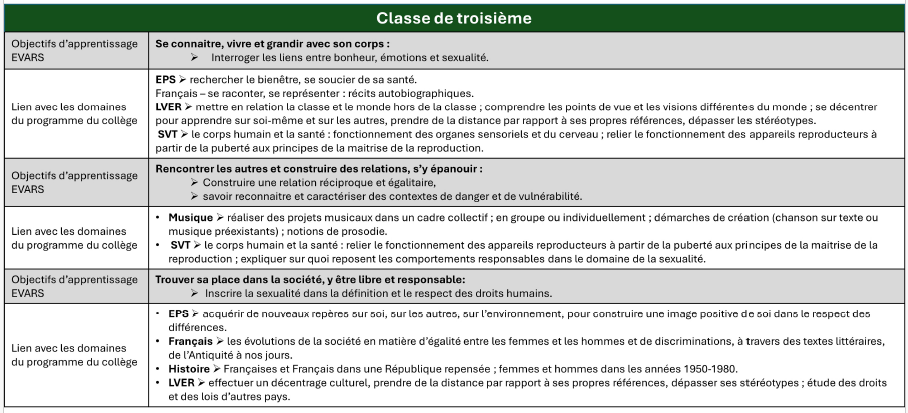 Classe de troisième
Objectifs d'apprentissage
EVARS
Se connaitre, vivre et grandir avec son corps :
➢ Interroger les liens entre bonheur, émotions et sexualité.
Lien avec les domaines
du programme du collège
EPS ➢ rechercher le bienêtre, se soucier de sa santé.
Français – se raconter, se représenter : récits autobiographiques.
LVER ➢ mettre en relation la classe et le monde hors de la classe ; comprendre les points de vue et les visions différentes du monde ; se décentrer
pour apprendre sur soi-même et sur les autres, prendre de la distance par rapport à ses propres références, dépasser les stéréotypes.
SVT ➢ le corps humain et la santé : fonctionnement des organes sensoriels et du cerveau ; relier le fonctionnement des appareils reproducteurs à
partir de la puberté aux principes de la maitrise de la reproduction.
Objectifs d'apprentissage
EVARS
Rencontrer les autres et construire des relations, s'y épanouir :
➢ Construire une relation réciproque et égalitaire,
➢ savoir reconnaitre et caractériser des contextes de danger et de vulnérabilité.
Lien avec les domaines
du programme du collège
• Musique ➢ réaliser des projets musicaux dans un cadre collectif ; en groupe ou individuellement ; démarches de création (chanson sur texte ou
musique préexistants) ; notions de prosodie.
• SVT ➢ le corps humain et la santé : relier le fonctionnement des appareils reproducteurs à partir de la puberté aux principes de la maitrise de la
reproduction ; expliquer sur quoi reposent les comportements responsables dans le domaine de la sexualité.
Objectifs d'apprentissage
EVARS
Trouver sa place dans la société, y être libre et responsable:
➢ Inscrire la sexualité dans la définition et le respect des droits humains.
Lien avec les domaines
du programme du collège
• EPS ➢ acquérir de nouveaux repères sur soi, sur les autres, sur l'environnement, pour construire une image positive de soi dans le respect des
différences.
• Français ➢ les évolutions de la société en matière d'égalité entre les femmes et les hommes et de discriminations, à travers des textes littéraires,
de l'Antiquité à nos jours.
• Histoire ➢ Françaises et Français dans une République repensée ; femmes et hommes dans les années 1950-1980.
• LVER ➢ effectuer un décentrage culturel, prendre de la distance par rapport à ses propres références, dépasser ses stéréotypes ; étude des droits
et des lois d'autres pays.